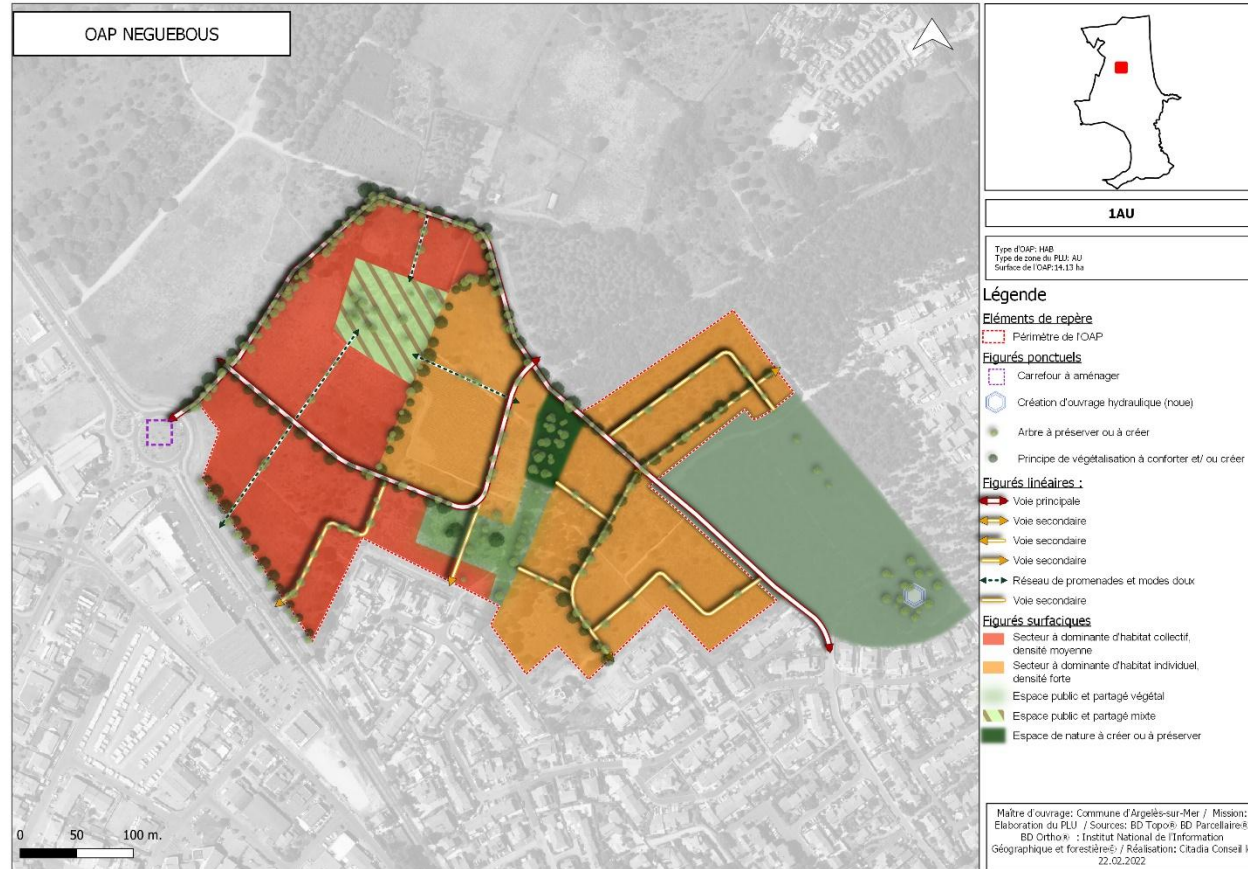 OAP NEGUEBOUS
1AU
Type d'OAP: HAB
Type de zone du PLU: AU
Surface de l'OAP:14.13 ha
Légende
Eléments de repère
Périmètre de l'OAP
Figurés ponctuels
Carrefour à aménager
Création d'ouvrage hydraulique (noue)
Arbre à préserver ou à créer
Principe de végétalisation à conforter et/ ou créer
Figurés linéaires :
Voie principale
Voie secondaire
Voie secondaire
Voie secondaire
Réseau de promenades et modes doux
Voie secondaire
Figurés surfaciques
Secteur à dominante d'habitat collectif,
densité moyenne
Secteur à dominante d'habitat individuel,
densité forte
Espace public et partagé végétal
Espace public et partagé mixte
Espace de nature à créer ou à préserver
0 50 100 m.
Maître d'ouvrage: Commune d'Argelès-sur-Mer / Mission:
Elaboration du PLU / Sources: BD Topo® BD Parcellaire®
BD Ortho® : Institut National de l'Information
Géographique et forestière© / Réalisation: Citadia Conseil le
22.02.2022